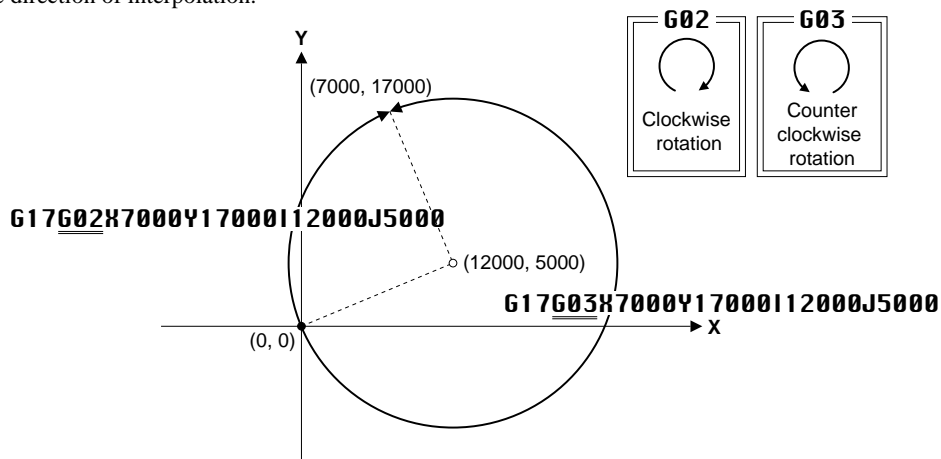 direction of interpolation.
G02
Clockwise
rotation
G03
Counter
clockwise
rotation
Y
(7000, 17000)
G17G02X7000Y17000I12000J5000
(12000, 5000)
G17G03X7000Y17000I12000J5000
X
(0, 0)